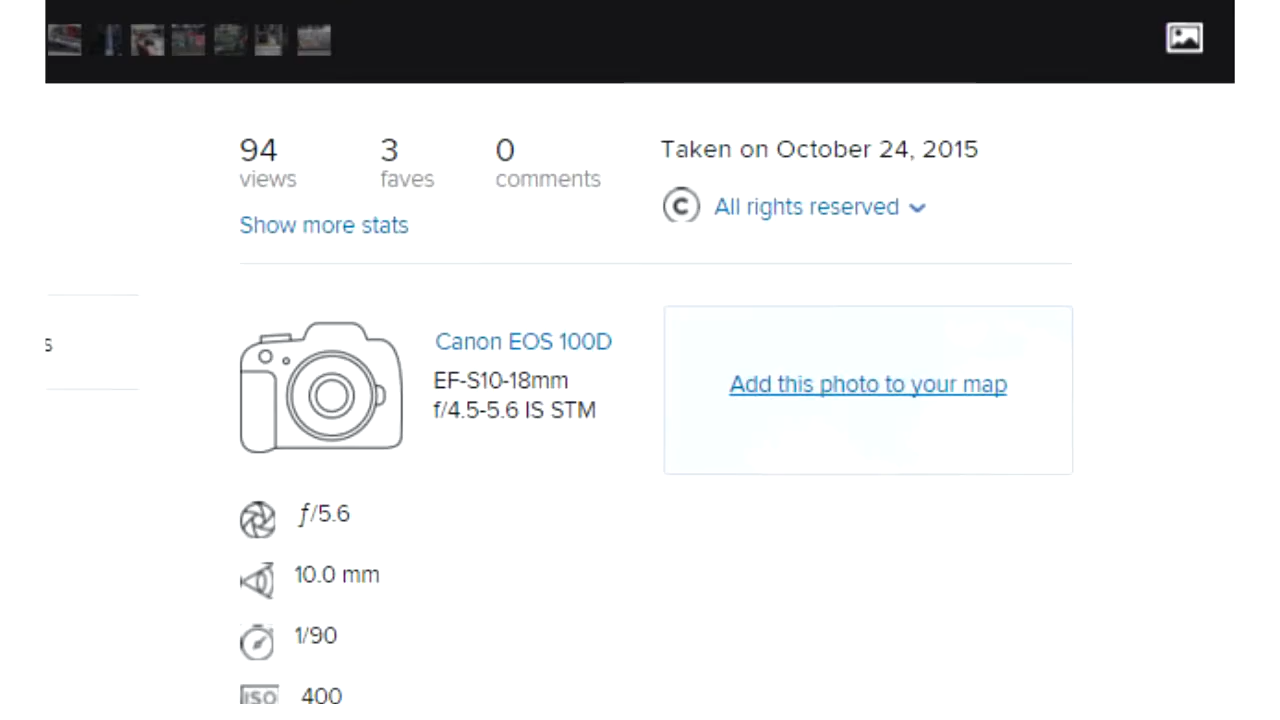 94
views
3
faves
0
comments
Show more stats
Taken on October 24, 2015
C All rights reserved
s
Canon EOS 100D
EF-S10-18mm
f/4.5-5.6 IS STM
Add this photo to your map
ƒ/5.6
10.0 mm
1/90
ISO 400